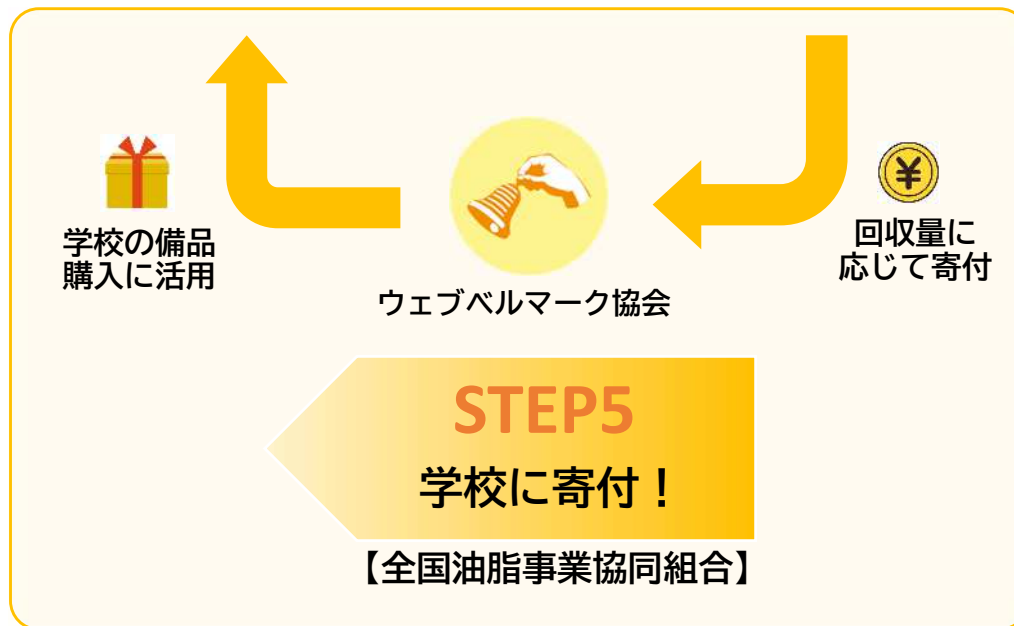 学校の備品
購入に活用
ウェブベルマーク協会
¥
回収量に
応じて寄付
STEP5
学校に寄付！
【全国油脂事業協同組合】